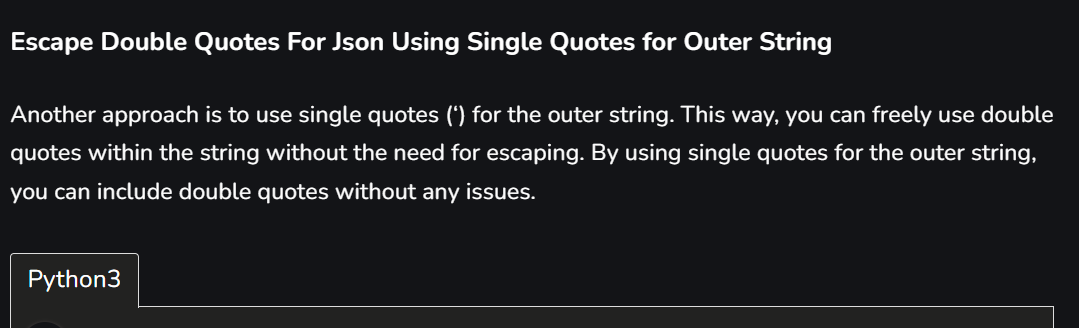 Escape Double Quotes For Json Using Single Quotes for Outer String
Another approach is to use single quotes (‘) for the outer string. This way, you can freely use double
quotes within the string without the need for escaping. By using single quotes for the outer string,
you can include double quotes without any issues.
Python3